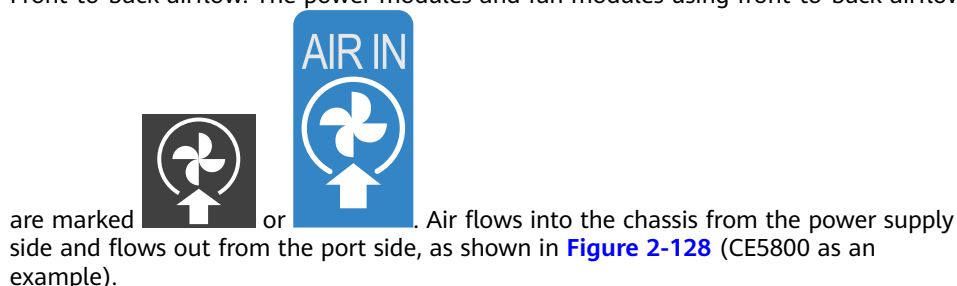 Front-to-back airflow: The power modules and fan modules using front-to-back airflow
AIR IN
are marked or . Air flows into the chassis from the power supply
side and flows out from the port side, as shown in Figure 2-128 (CE5800 as an
example).